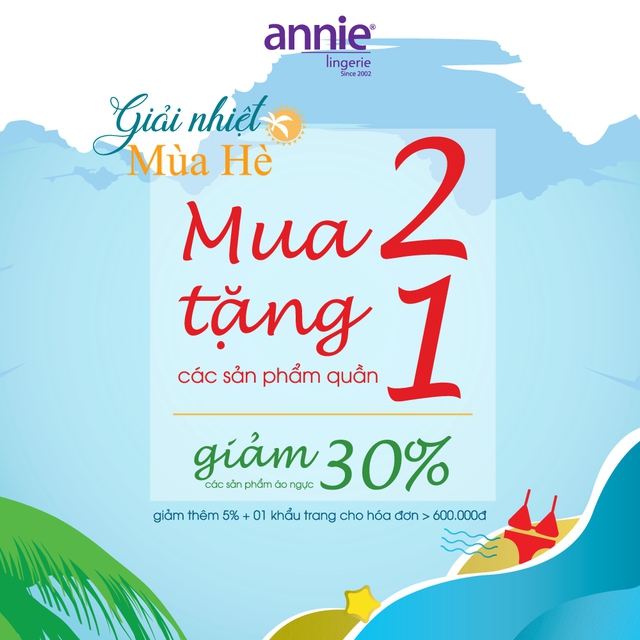 annie®
lingerie
Since 2002
Giải nhiệt
Mùa Hè
Mua 2
tặng 1
các sản phẩm quần
giảm 30%
các sản phẩm áo ngực
giảm thêm 5% + 01 khẩu trang cho hóa đơn > 600.000đ